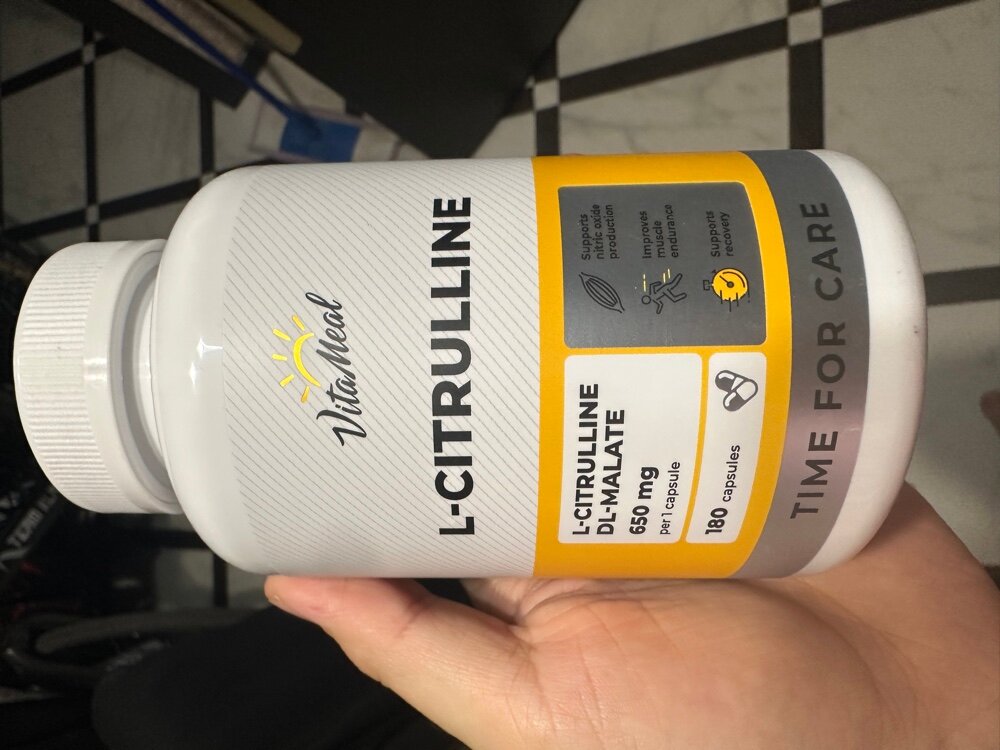 VitaMeal
L-CITRULLINE
Supports
nitric oxide
production
Improves
muscle
endurance
Supports
recovery
L-CITRULLINE
DL-MALATE
650 mg
per 1 capsule
180 capsules
TIME FOR CARE